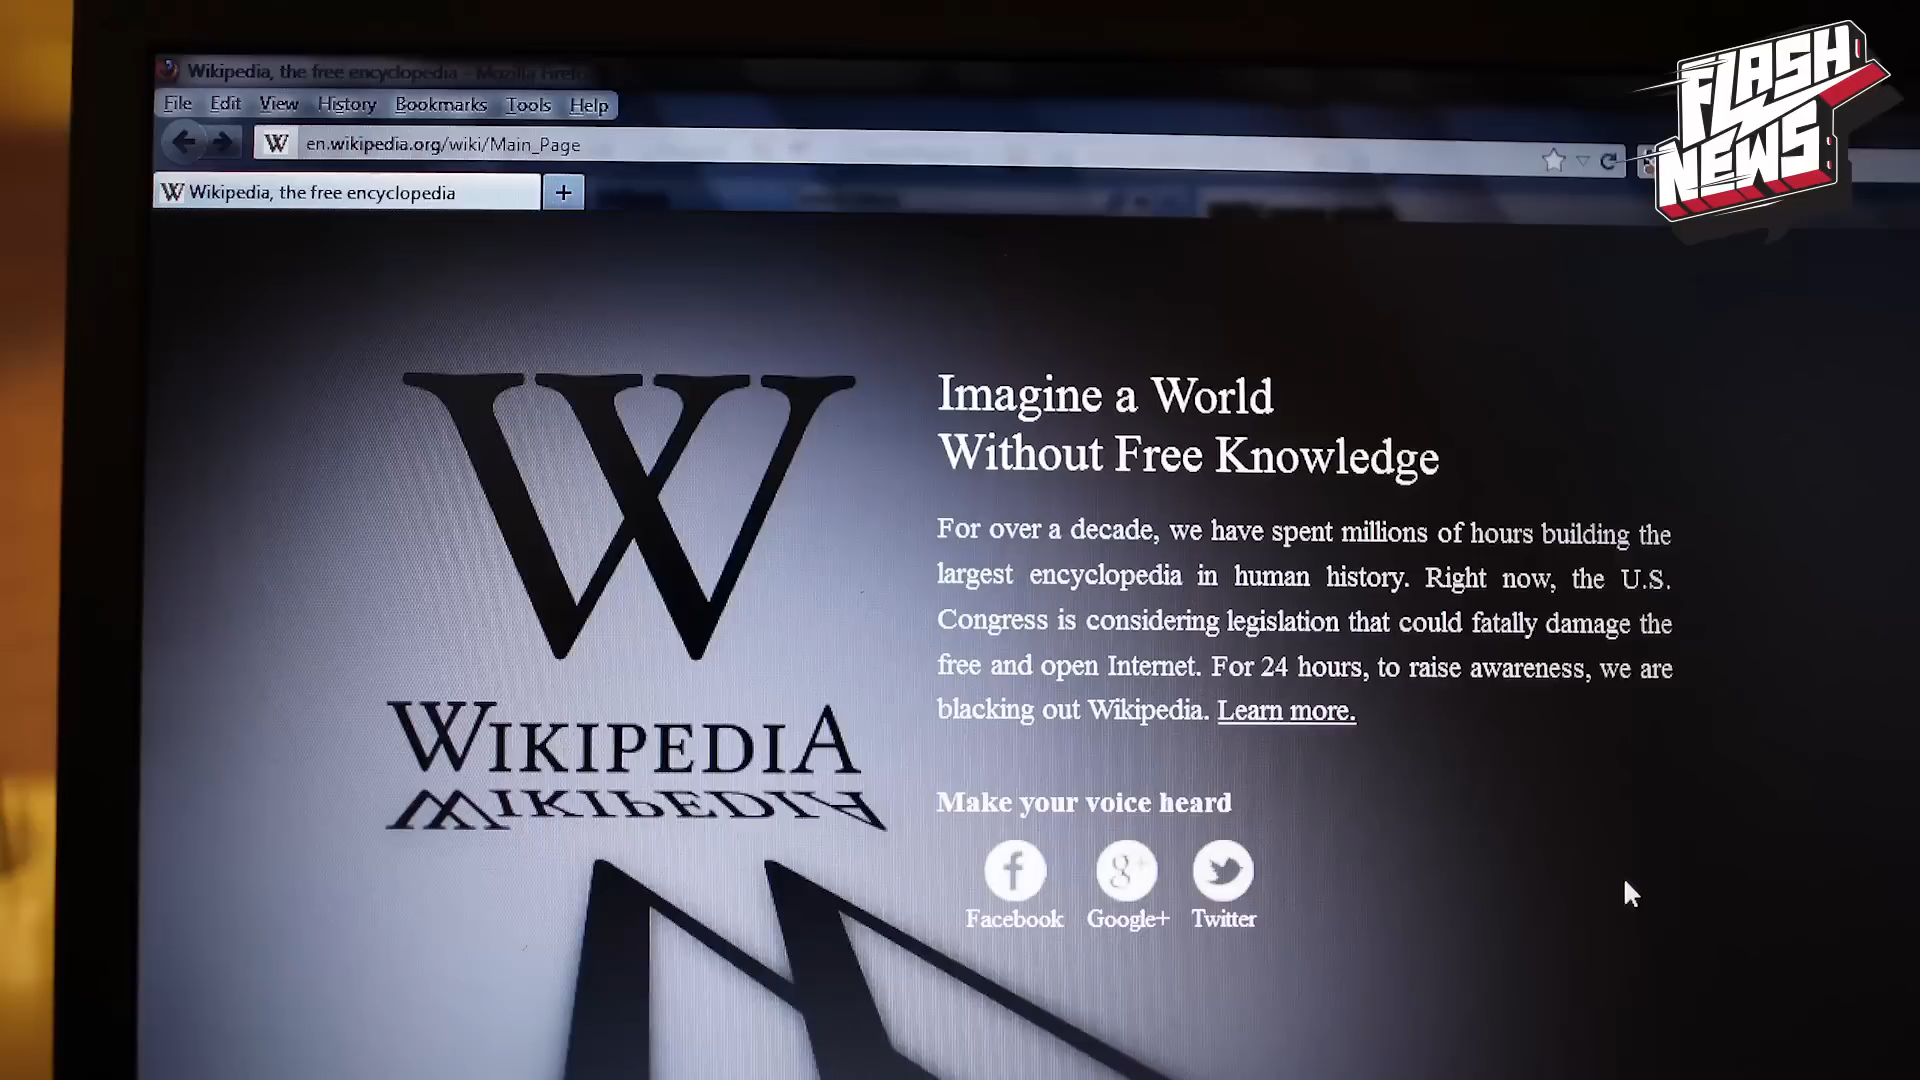 FLASH
NEWS
Wikipedia, the free encyclopedia - Mozilla Firefo
File Edit View History Bookmarks Tools Help
W en.wikipedia.org/wiki/Main_Page
W Wikipedia, the free encyclopedia +
W
WIKIPEDIA
WIKIPEDIA
Imagine a World
Without Free Knowledge
For over a decade, we have spent millions of hours building the
largest encyclopedia in human history. Right now, the U.S.
Congress is considering legislation that could fatally damage the
free and open Internet. For 24 hours, to raise awareness, we are
blacking out Wikipedia. Learn more.
Make your voice heard
f g+
Facebook Google+ Twitter